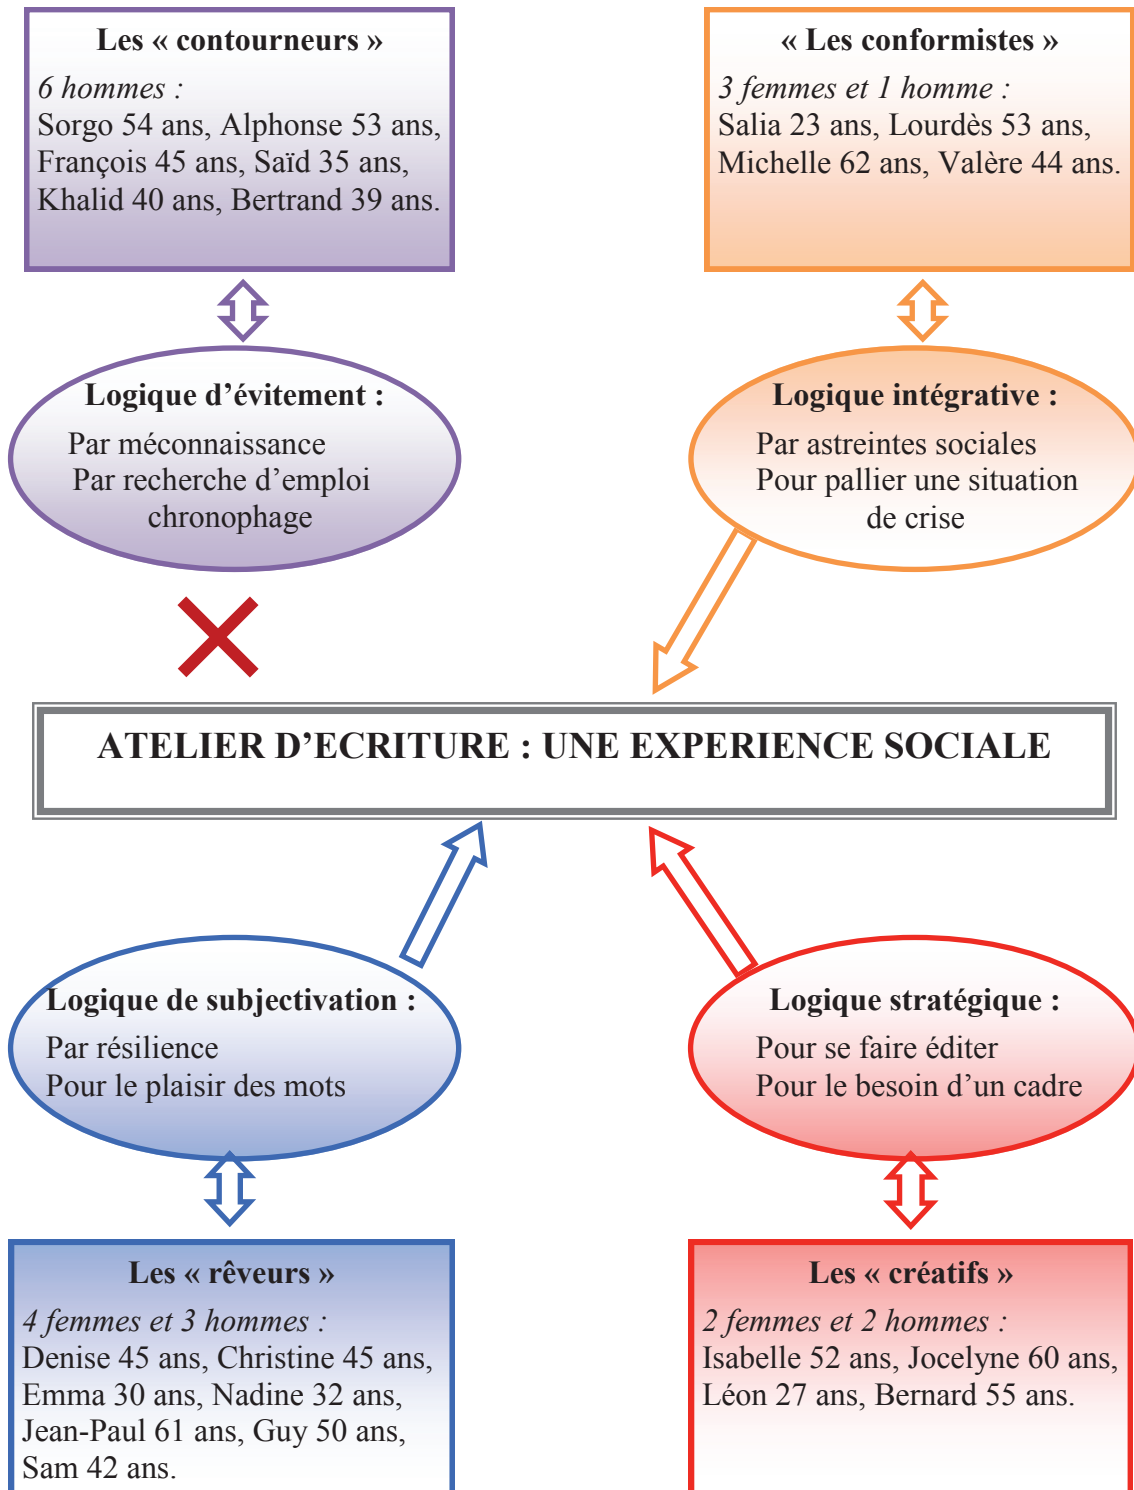 Les « contourneurs »
6 hommes :
Sorgo 54 ans, Alphonse 53 ans,
François 45 ans, Saïd 35 ans,
Khalid 40 ans, Bertrand 39 ans.
« Les conformistes »
3 femmes et 1 homme :
Salia 23 ans, Lourdès 53 ans,
Michelle 62 ans, Valère 44 ans.
Logique d’évitement :
Par méconnaissance
Par recherche d’emploi
chronophage
Logique intégrative :
Par astreintes sociales
Pour pallier une situation
de crise
ATELIER D’ECRITURE : UNE EXPERIENCE SOCIALE
Logique de subjectivation :
Par résilience
Pour le plaisir des mots
Logique stratégique :
Pour se faire éditer
Pour le besoin d’un cadre
Les « rêveurs »
4 femmes et 3 hommes :
Denise 45 ans, Christine 45 ans,
Emma 30 ans, Nadine 32 ans,
Jean-Paul 61 ans, Guy 50 ans,
Sam 42 ans.
Les « créatifs »
2 femmes et 2 hommes :
Isabelle 52 ans, Jocelyne 60 ans,
Léon 27 ans, Bernard 55 ans.